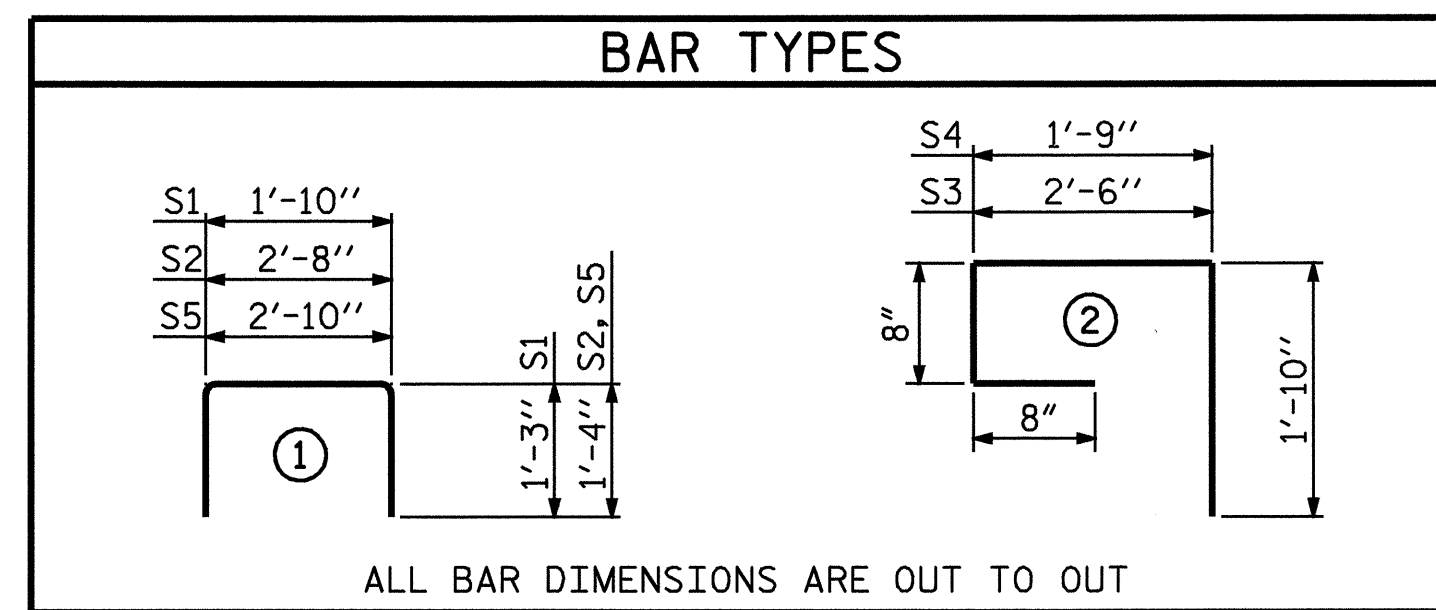 BAR TYPES
S1 1'-10''
S2 2'-8''
S5 2'-10''
1'-3'' S1
1'-4'' S2, S5
1
S4 1'-9''
S3 2'-6''
8"
2
8"
1'-10''
ALL BAR DIMENSIONS ARE OUT TO OUT